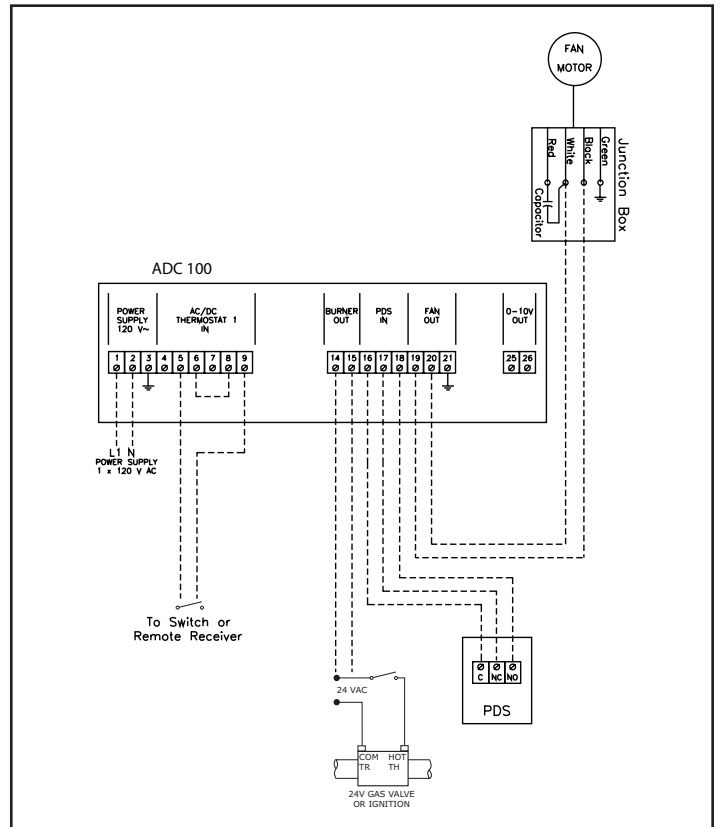 FAN
MOTOR
Red
White
Black
Green
Capacitor
Junction Box
ADC 100
POWER
SUPPLY
120 V~
AC/DC
THERMOSTAT 1
IN
BURNER
OUT
PDS
IN
FAN
OUT
0-10V
OUT
1 2 3 4 5 6 7 8 9
14 15 16 17 18 19 20 21
25 26
L1 N
POWER SUPPLY
1 x 120 V AC
To Switch or
Remote Receiver
C NC NO
PDS
24 VAC
COM HOT
TR TH
24V GAS VALVE
OR IGNITION